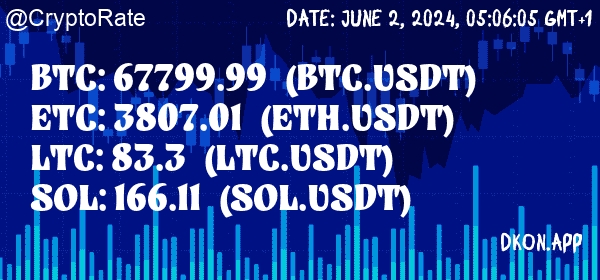 @CryptoRate
DATE: JUNE 2, 2024, 05:06:05 GMT+1
BTC: 67799.99 (BTC.USDT)
ETC: 3807.01 (ETH.USDT)
LTC: 83.3 (LTC.USDT)
SOL: 166.11 (SOL.USDT)
DKON.APP